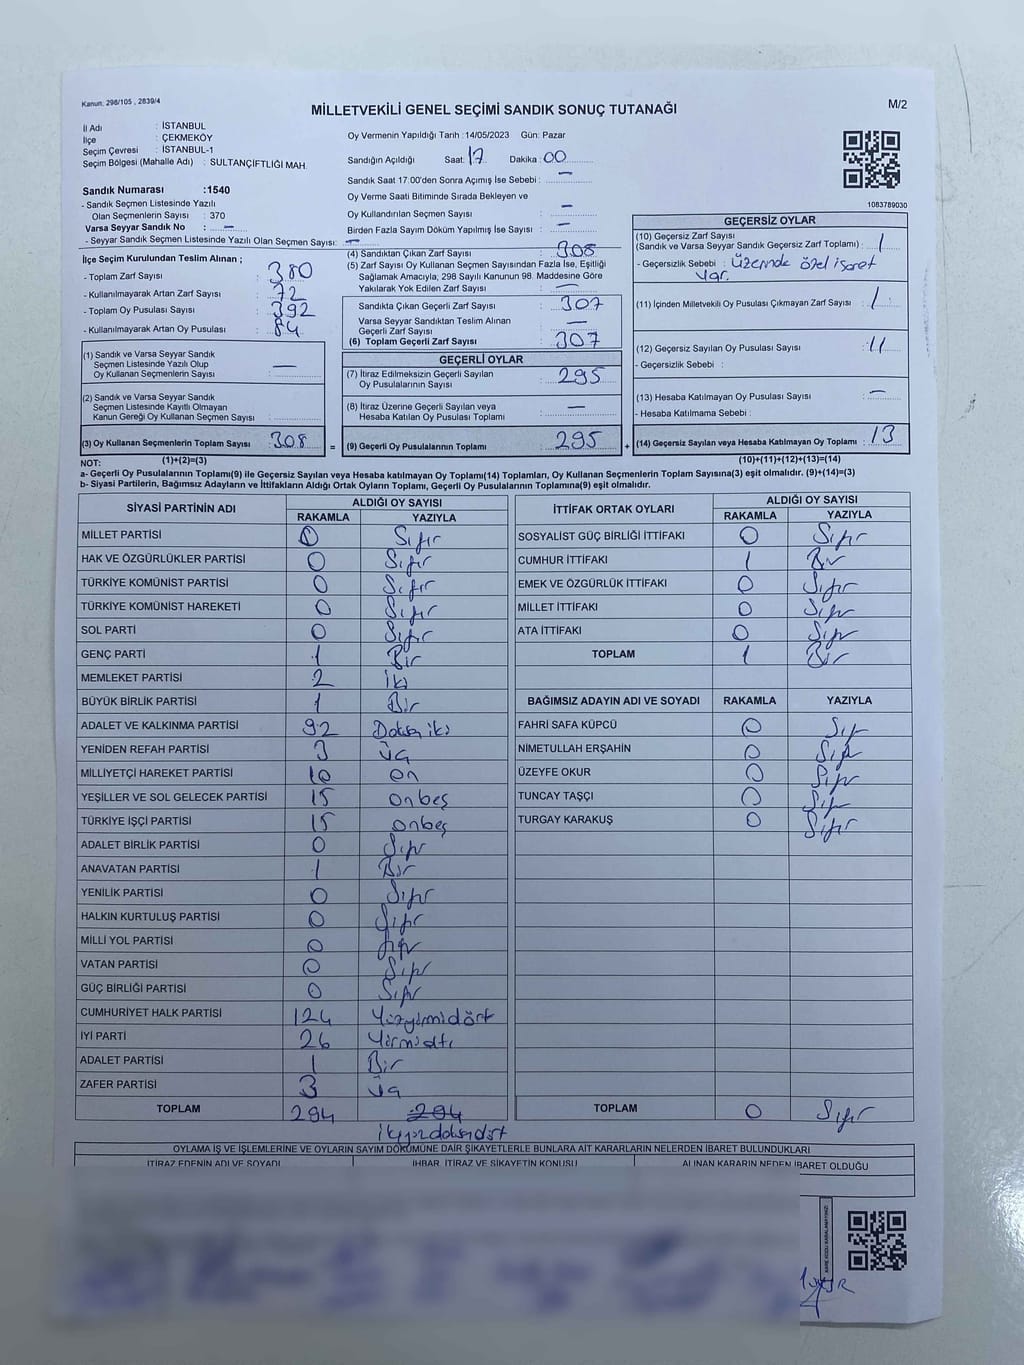 Kanun. 298/105 , 2839/4
MİLLETVEKİLİ GENEL SEÇİMİ SANDIK SONUÇ TUTANAĞI
M/2
İl Adı : İSTANBUL
İlçe : ÇEKMEKÖY
Seçim Çevresi : İSTANBUL-1
Seçim Bölgesi (Mahalle Adı) : SULTANÇİFTLİĞİ MAH.
Sandık Numarası :1540
- Sandık Seçmen Listesinde Yazılı
Olan Seçmenlerin Sayısı : 370
Varsa Seyyar Sandık No : —
- Seyyar Sandık Seçmen Listesinde Yazılı Olan Seçmen Sayısı: —
Oy Vermenin Yapıldığı Tarih :14/05/2023 Gün: Pazar
Sandığın Açıldığı Saat: 17 Dakika :00
Sandık Saat 17:00'den Sonra Açımış İse Sebebi : —
Oy Verme Saati Bitiminde Sırada Bekleyen ve
Oy Kullandırılan Seçmen Sayısı : —
Birden Fazla Sayım Döküm Yapılmış İse Sayısı : —
1083789030
İlçe Seçim Kurulundan Teslim Alınan ;
- Toplam Zarf Sayısı : 380
- Kullanılmayarak Artan Zarf Sayısı : 72
- Toplam Oy Pusulası Sayısı : 392
- Kullanılmayarak Artan Oy Pusulası : 84
(4) Sandıktan Çıkan Zarf Sayısı : 308
(5) Zarf Sayısı Oy Kullanan Seçmen Sayısından Fazla İse, Eşitliği
Sağlamak Amacıyla, 298 Sayılı Kanunun 98. Maddesine Göre
Yakılarak Yok Edilen Zarf Sayısı : —
Sandıkta Çıkan Geçerli Zarf Sayısı : 307
Varsa Seyyar Sandıktan Teslim Alınan
Geçerli Zarf Sayısı : —
(6) Toplam Geçerli Zarf Sayısı : 307
GEÇERSİZ OYLAR
(10) Geçersiz Zarf Sayısı
(Sandık ve Varsa Seyyar Sandık Geçersiz Zarf Toplamı) : 1
- Geçersizlik Sebebi : Üzerinde özel işaret
var.
(11) İçinden Milletvekili Oy Pusulası Çıkmayan Zarf Sayısı : 1
(12) Geçersiz Sayılan Oy Pusulası Sayısı : 11
- Geçersizlik Sebebi :
(13) Hesaba Katılmayan Oy Pusulası Sayısı : —
- Hesaba Katılmama Sebebi :
(14) Geçersiz Sayılan veya Hesaba Katılmayan Oy Toplamı : 13
(1) Sandık ve Varsa Seyyar Sandık
Seçmen Listesinde Yazılı Olup
Oy Kullanan Seçmenlerin Sayısı : —
(2) Sandık ve Varsa Seyyar Sandık
Seçmen Listesinde Kayıtlı Olmayan
Kanun Gereği Oy Kullanan Seçmen Sayısı :
(3) Oy Kullanan Seçmenlerin Toplam Sayısı : 308 =
GEÇERLİ OYLAR
(7) İtiraz Edilmeksizin Geçerli Sayılan
Oy Pusulalarının Sayısı : 295
(8) İtiraz Üzerine Geçerli Sayılan veya
Hesaba Katılan Oy Pusulası Toplamı : —
(9) Geçerli Oy Pusulalarının Toplamı : 295 +
NOT: (1)+(2)=(3)
(10)+(11)+(12)+(13)=(14)
a- Geçerli Oy Pusulalarının Toplamı(9) ile Geçersiz Sayılan veya Hesaba katılmayan Oy Toplamı(14) Toplamları, Oy Kullanan Seçmenlerin Toplam Sayısına(3) eşit olmalıdır. (9)+(14)=(3)
b- Siyasi Partilerin, Bağımsız Adayların ve İttifakların Aldığı Ortak Oyların Toplamı, Geçerli Oy Pusulalarının Toplamına(9) eşit olmalıdır.
SİYASİ PARTİNİN ADI ALDIĞI OY SAYISI
RAKAMLA YAZIYLA
MİLLET PARTİSİ 0 Sıfır
HAK VE ÖZGÜRLÜKLER PARTİSİ 0 Sıfır
TÜRKİYE KOMÜNİST PARTİSİ 0 Sıfır
TÜRKİYE KOMÜNİST HAREKETİ 0 Sıfır
SOL PARTİ 0 Sıfır
GENÇ PARTİ 1 Bir
MEMLEKET PARTİSİ 2 İki
BÜYÜK BİRLİK PARTİSİ 1 Bir
ADALET VE KALKINMA PARTİSİ 92 Doksan iki
YENİDEN REFAH PARTİSİ 3 üç
MİLLİYETÇİ HAREKET PARTİSİ 10 on
YEŞİLLER VE SOL GELECEK PARTİSİ 15 onbeş
TÜRKİYE İŞÇİ PARTİSİ 15 onbeş
ADALET BİRLİK PARTİSİ 0 Sıfır
ANAVATAN PARTİSİ 1 Bir
YENİLİK PARTİSİ 0 Sıfır
HALKIN KURTULUŞ PARTİSİ 0 Sıfır
MİLLİ YOL PARTİSİ 0 Sıfır
VATAN PARTİSİ 0 Sıfır
GÜÇ BİRLİĞİ PARTİSİ 0 Sıfır
CUMHURİYET HALK PARTİSİ 124 Yüzyirmidört
İYİ PARTİ 26 Yirmialtı
ADALET PARTİSİ 1 Bir
ZAFER PARTİSİ 3 üç
TOPLAM 294 294
ikiyüzdoksandört
İTTİFAK ORTAK OYLARI ALDIĞI OY SAYISI
RAKAMLA YAZIYLA
SOSYALİST GÜÇ BİRLİĞİ İTTİFAKI 0 Sıfır
CUMHUR İTTİFAKI 1 Bir
EMEK VE ÖZGÜRLÜK İTTİFAKI 0 Sıfır
MİLLET İTTİFAKI 0 Sıfır
ATA İTTİFAKI 0 Sıfır
TOPLAM 1 Bir
BAĞIMSIZ ADAYIN ADI VE SOYADI RAKAMLA YAZIYLA
FAHRİ SAFA KÜPCÜ 0 Sıfır
NİMETULLAH ERŞAHİN 0 Sıfır
ÜZEYFE OKUR 0 Sıfır
TUNCAY TAŞÇI 0 Sıfır
TURGAY KARAKUŞ 0 Sıfır
TOPLAM 0 Sıfır
OYLAMA İŞ VE İŞLEMLERİNE VE OYLARIN SAYIM DÖKÜMÜNE DAİR ŞİKAYETLERLE BUNLARA AİT KARARLARIN NELERDEN İBARET BULUNDUKLARI
İTİRAZ EDENİN ADI VE SOYADI İHBAR, İTİRAZ VE ŞİKAYETİN KONUSU ALINAN KARARIN NEDEN İBARET OLDUĞU